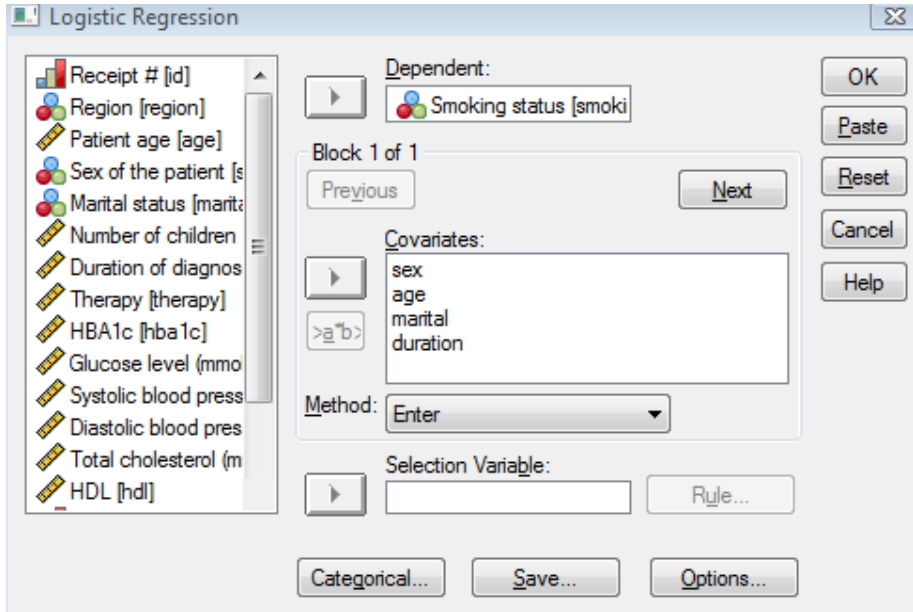 Logistic Regression
Receipt # [id]
Region [region]
Patient age [age]
Sex of the patient [s
Marital status [marita
Number of children
Duration of diagnos
Therapy [therapy]
HBA1c [hba1c]
Glucose level (mmol
Systolic blood press
Diastolic blood pres
Total cholesterol (m
HDL [hdl]
Dependent:
Smoking status [smoki
Block 1 of 1
Previous
Next
Covariates:
sex
age
marital
duration
>a*b>
Method:
Enter
Selection Variable:
Rule...
Categorical...
Save...
Options...
OK
Paste
Reset
Cancel
Help